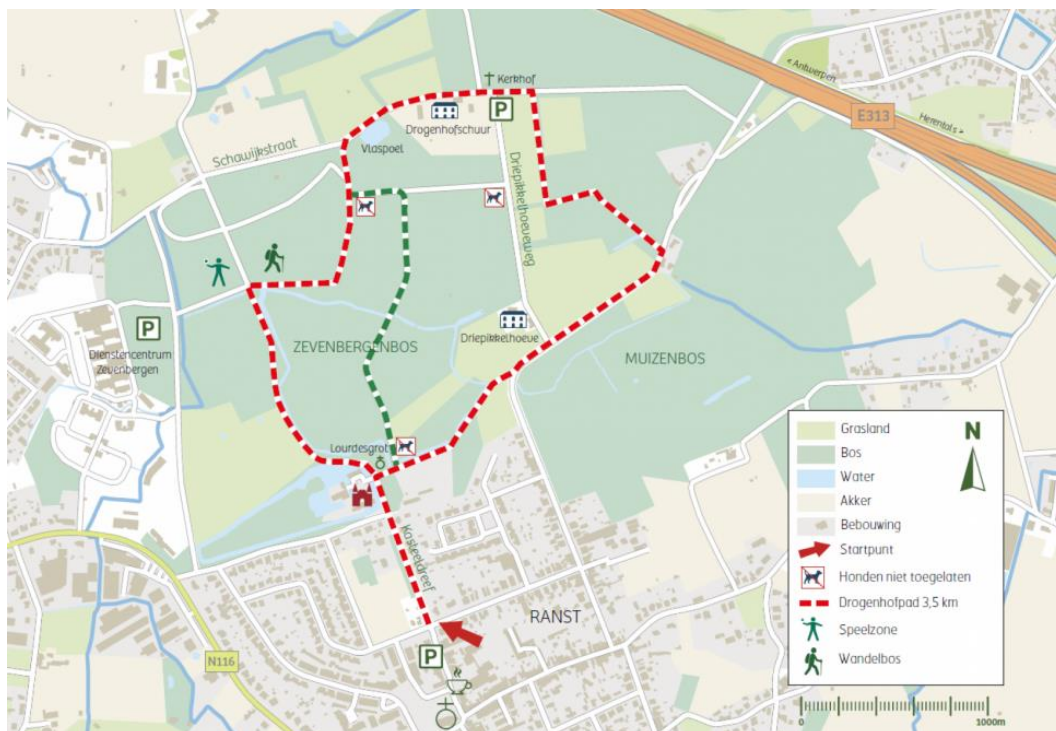 Kerkhof
P
Drogenhofschuur
Vlaspoel
Schawijkstraat
Driepikkelhoeveweg
< Antwerpen
E313
Herentals >
P
Dienstencentrum
Zevenbergen
ZEVENBERGENBOS
Driepikkelhoeve
MUIZENBOS
Lourdesgrot
Kasteeldreef
RANST
P
N116
N
Grasland
Bos
Water
Akker
Bebouwing
Startpunt
Honden niet toegelaten
Drogenhofpad 3,5 km
Speelzone
Wandelbos
0 1000m